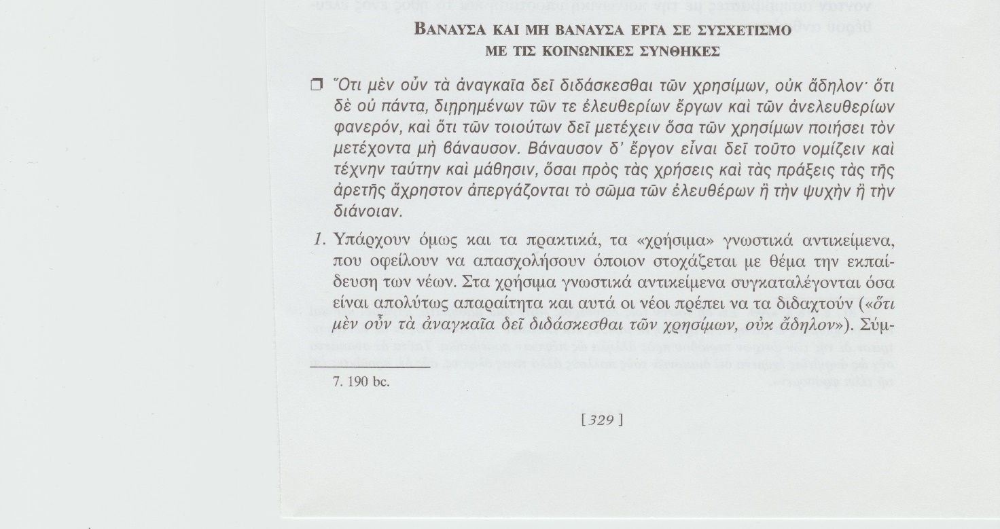 ΒΑΝΑΥΣΑ ΚΑΙ ΜΗ ΒΑΝΑΥΣΑ ΕΡΓΑ ΣΕ ΣΥΣΧΕΤΙΣΜΟ
ΜΕ ΤΙΣ ΚΟΙΝΩΝΙΚΕΣ ΣΥΝΘΗΚΕΣ
❒ Ὅτι μὲν οὖν τὰ ἀναγκαῖα δεῖ διδάσκεσθαι τῶν χρησίμων, οὐκ ἄδηλον· ὅτι
δὲ οὐ πάντα, διῃρημένων τῶν τε ἐλευθερίων ἔργων καὶ τῶν ἀνελευθερίων
φανερόν, καὶ ὅτι τῶν τοιούτων δεῖ μετέχειν ὅσα τῶν χρησίμων ποιήσει τὸν
μετέχοντα μὴ βάναυσον. Βάναυσον δ’ ἔργον εἶναι δεῖ τοῦτο νομίζειν καὶ
τέχνην ταύτην καὶ μάθησιν, ὅσαι πρὸς τὰς χρήσεις καὶ τὰς πράξεις τὰς τῆς
ἀρετῆς ἄχρηστον ἀπεργάζονται τὸ σῶμα τῶν ἐλευθέρων ἢ τὴν ψυχὴν ἢ τὴν
διάνοιαν.
1. Υπάρχουν όμως και τα πρακτικά, τα «χρήσιμα» γνωστικά αντικείμενα,
που οφείλουν να απασχολήσουν όποιον στοχάζεται με θέμα την εκπαί-
δευση των νέων. Στα χρήσιμα γνωστικά αντικείμενα συγκαταλέγονται όσα
είναι απολύτως απαραίτητα και αυτά οι νέοι πρέπει να τα διδαχτούν («ὅτι
μὲν οὖν τὰ ἀναγκαῖα δεῖ διδάσκεσθαι τῶν χρησίμων, οὐκ ἄδηλον»). Σύμ-
7. 190 bc.
[ 329 ]